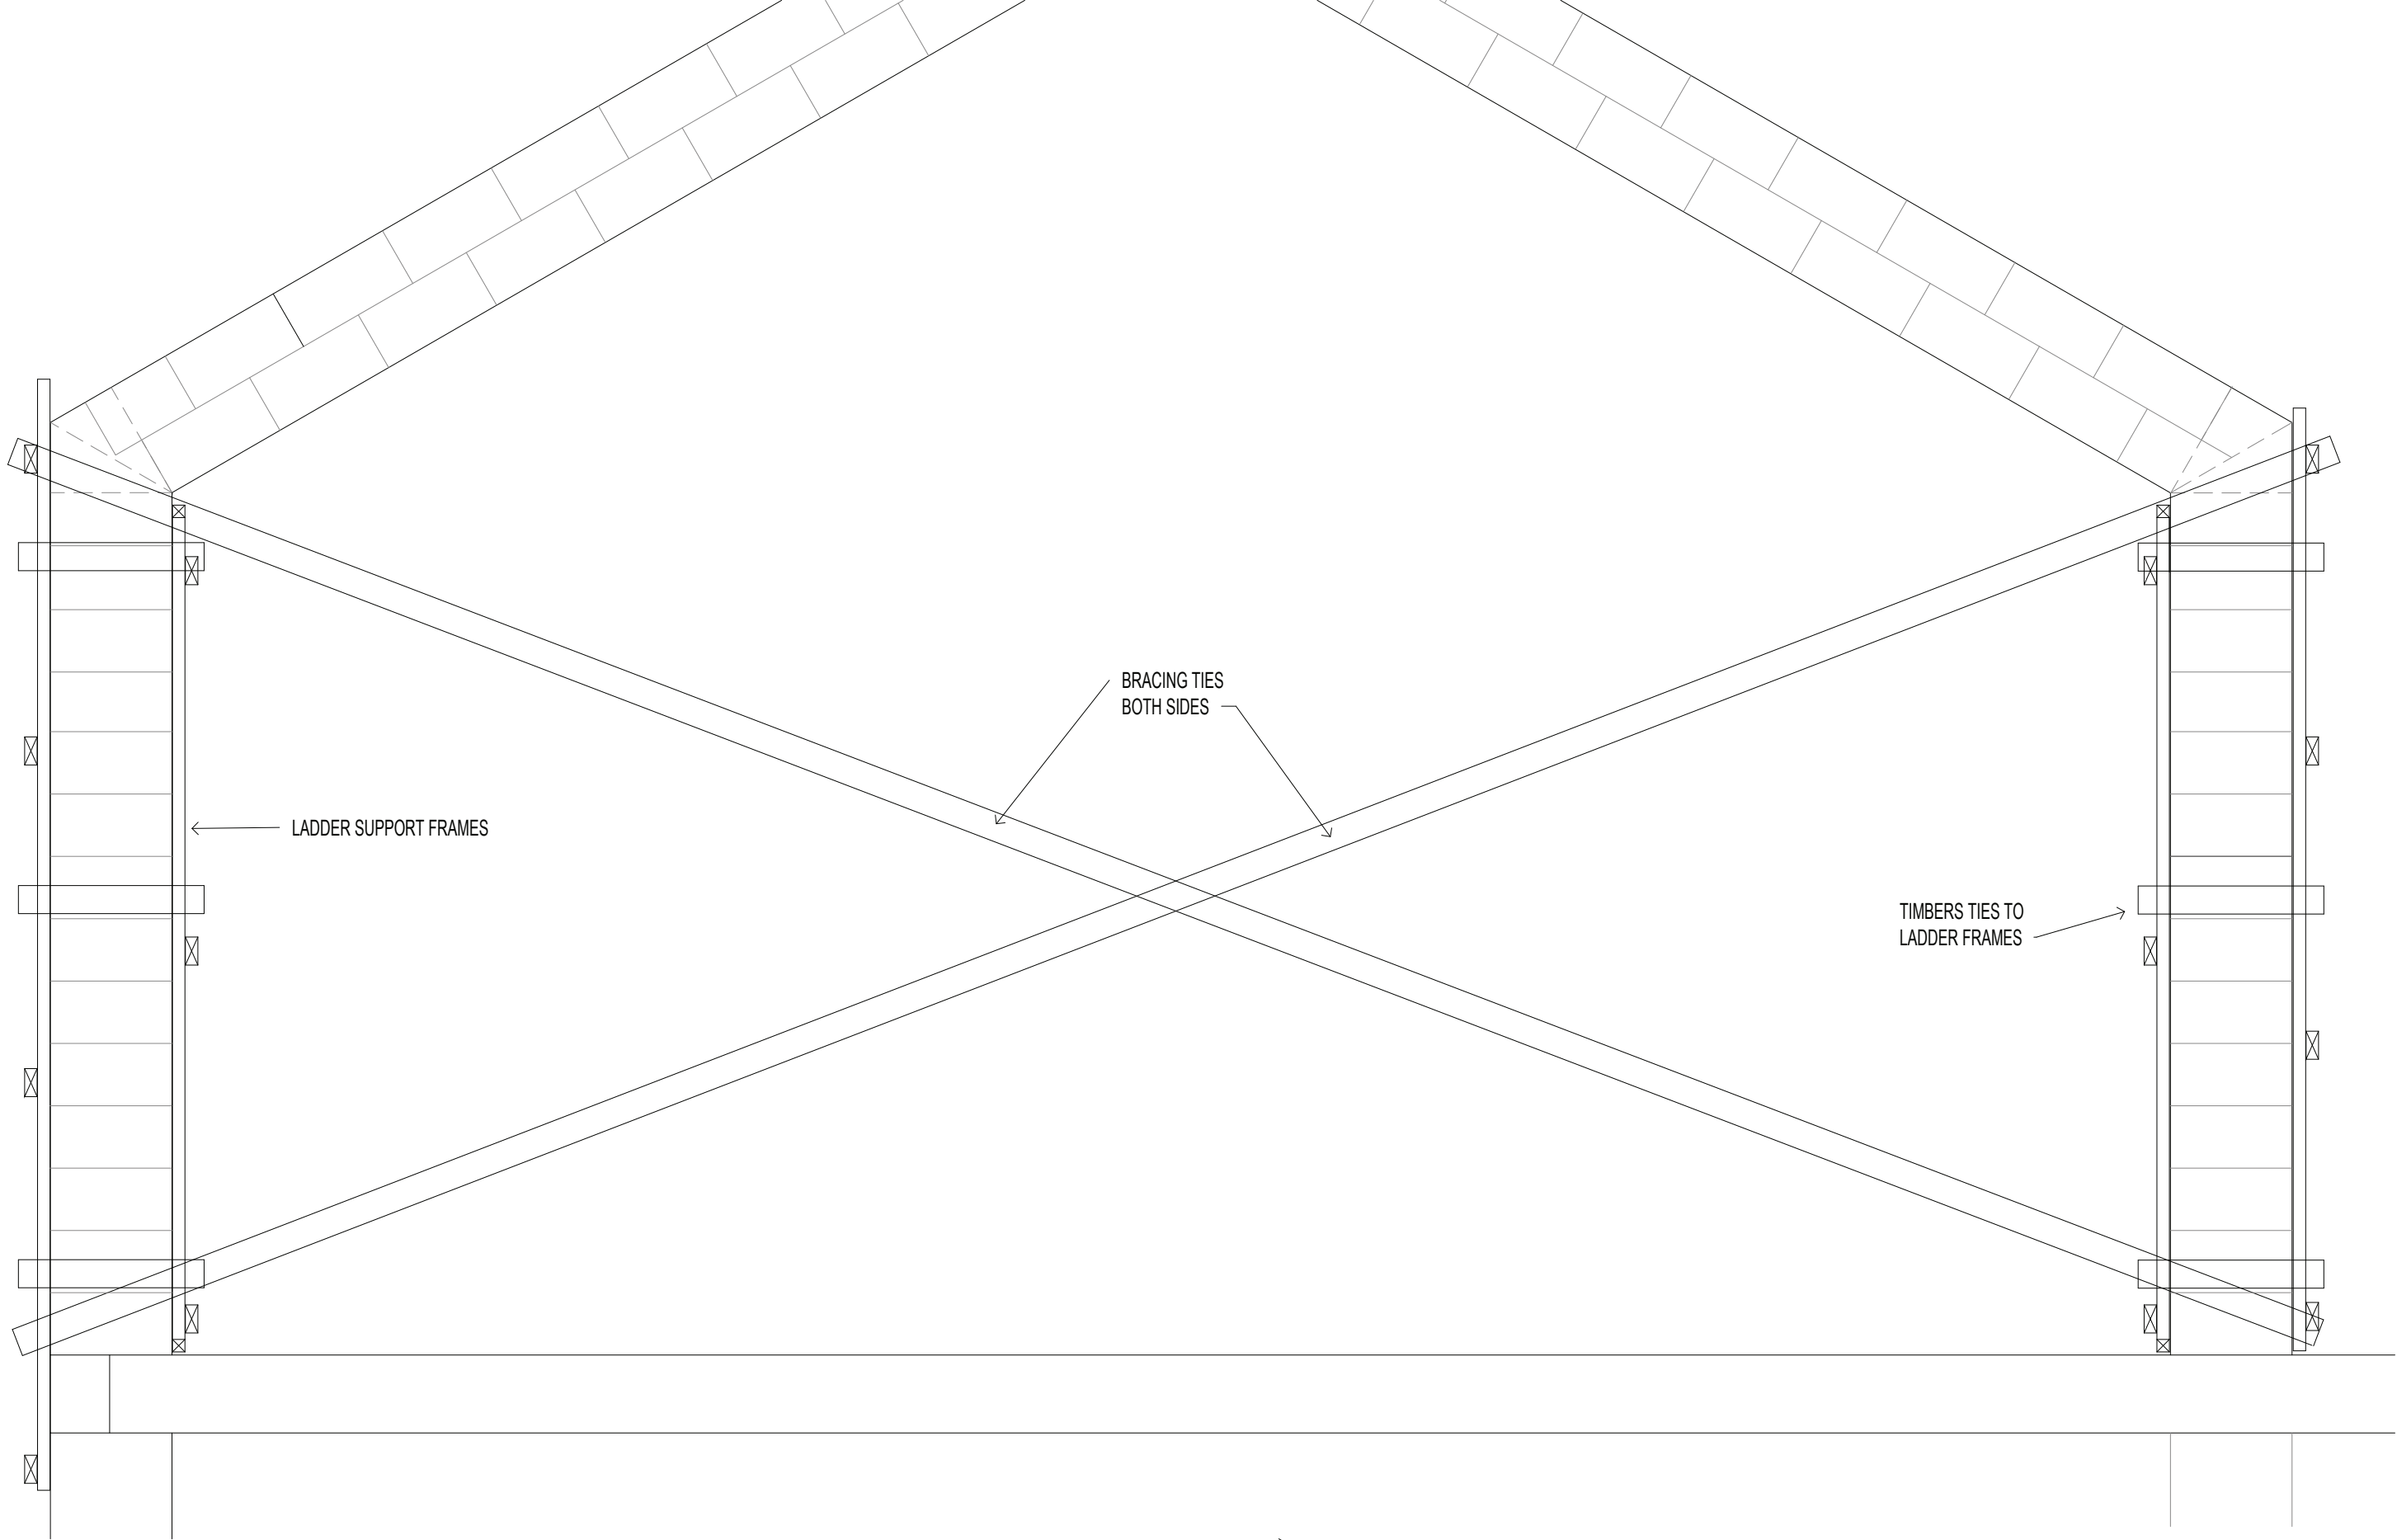 BRACING TIES
BOTH SIDES
LADDER SUPPORT FRAMES
TIMBERS TIES TO
LADDER FRAMES